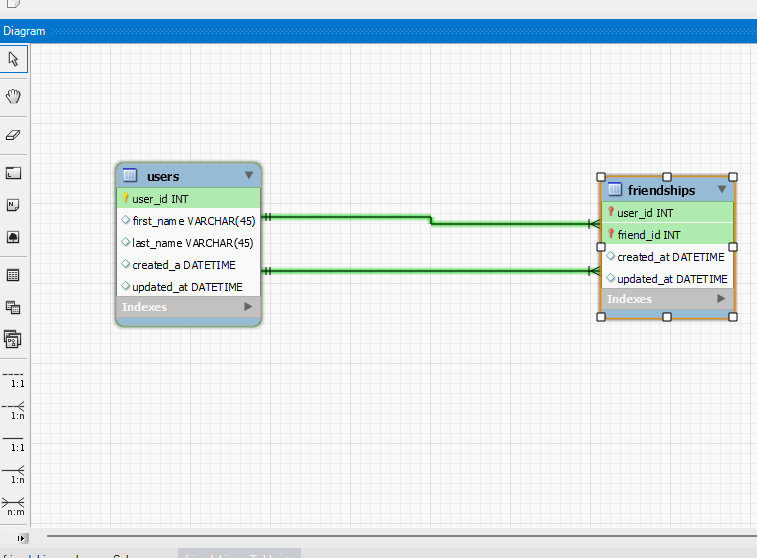 Diagram
users
user_id INT
first_name VARCHAR(45)
last_name VARCHAR(45)
created_a DATETIME
updated_at DATETIME
Indexes
friendships
user_id INT
friend_id INT
created_at DATETIME
updated_at DATETIME
Indexes
1:1
1:n
1:1
1:n
n:m